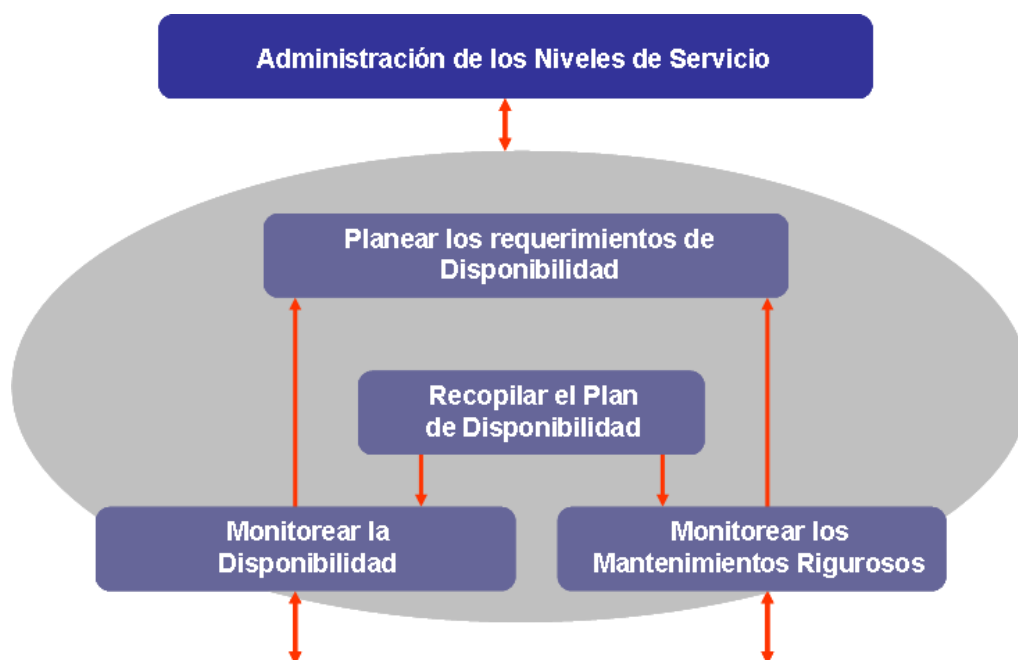 Administración de los Niveles de Servicio
Planear los requerimientos de
Disponibilidad
Recopilar el Plan
de Disponibilidad
Monitorear la
Disponibilidad
Monitorear los
Mantenimientos Rigurosos